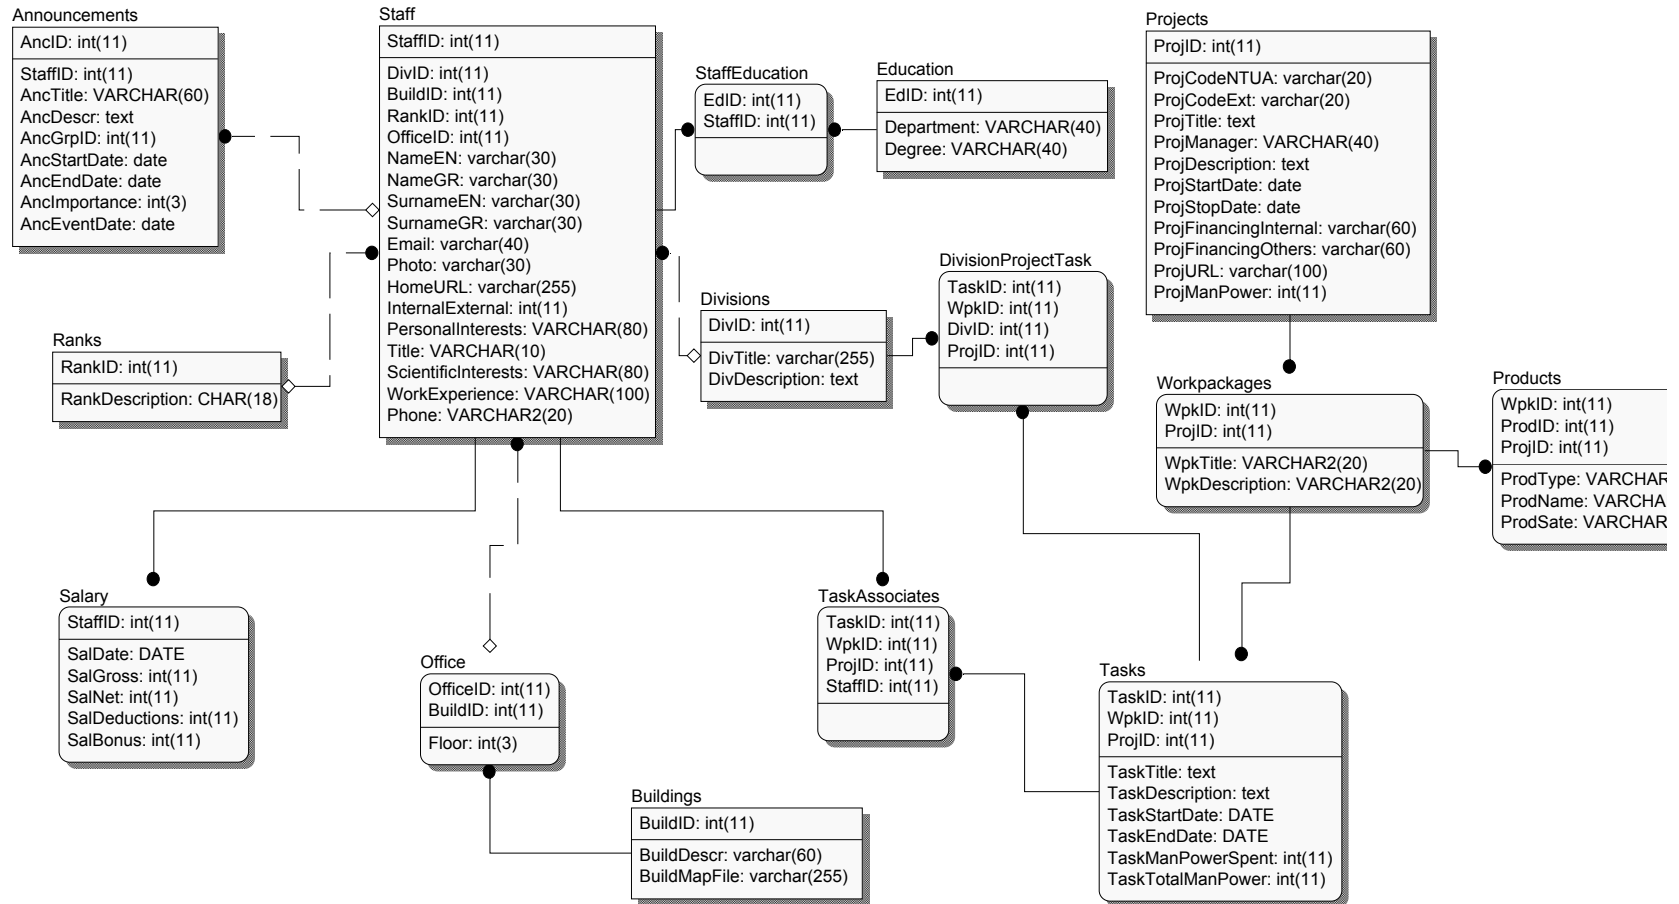 Announcements
AncID: int(11)
StaffID: int(11)
AncTitle: VARCHAR(60)
AncDescr: text
AncGrpID: int(11)
AncStartDate: date
AncEndDate: date
AncImportance: int(3)
AncEventDate: date
Staff
StaffID: int(11)
DivID: int(11)
BuildID: int(11)
RankID: int(11)
OfficeID: int(11)
NameEN: varchar(30)
NameGR: varchar(30)
SurnameEN: varchar(30)
SurnameGR: varchar(30)
Email: varchar(40)
Photo: varchar(30)
HomeURL: varchar(255)
InternalExternal: int(11)
PersonalInterests: VARCHAR(80)
Title: VARCHAR(10)
ScientificInterests: VARCHAR(80)
WorkExperience: VARCHAR(100)
Phone: VARCHAR2(20)
StaffEducation
EdID: int(11)
StaffID: int(11)
Education
EdID: int(11)
Department: VARCHAR(40)
Degree: VARCHAR(40)
Projects
ProjID: int(11)
ProjCodeNTUA: varchar(20)
ProjCodeExt: varchar(20)
ProjTitle: text
ProjManager: VARCHAR(40)
ProjDescription: text
ProjStartDate: date
ProjStopDate: date
ProjFinancingInternal: varchar(60)
ProjFinancingOthers: varchar(60)
ProjURL: varchar(100)
ProjManPower: int(11)
Ranks
RankID: int(11)
RankDescription: CHAR(18)
Divisions
DivID: int(11)
DivTitle: varchar(255)
DivDescription: text
DivisionProjectTask
TaskID: int(11)
WpkID: int(11)
DivID: int(11)
ProjID: int(11)
Workpackages
WpkID: int(11)
ProjID: int(11)
WpkTitle: VARCHAR2(20)
WpkDescription: VARCHAR2(20)
Products
WpkID: int(11)
ProdID: int(11)
ProjID: int(11)
ProdType: VARCHAR
ProdName: VARCHA
ProdSate: VARCHAR
Salary
StaffID: int(11)
SalDate: DATE
SalGross: int(11)
SalNet: int(11)
SalDeductions: int(11)
SalBonus: int(11)
Office
OfficeID: int(11)
BuildID: int(11)
Floor: int(3)
Buildings
BuildID: int(11)
BuildDescr: varchar(60)
BuildMapFile: varchar(255)
TaskAssociates
TaskID: int(11)
WpkID: int(11)
ProjID: int(11)
StaffID: int(11)
Tasks
TaskID: int(11)
WpkID: int(11)
ProjID: int(11)
TaskTitle: text
TaskDescription: text
TaskStartDate: DATE
TaskEndDate: DATE
TaskManPowerSpent: int(11)
TaskTotalManPower: int(11)